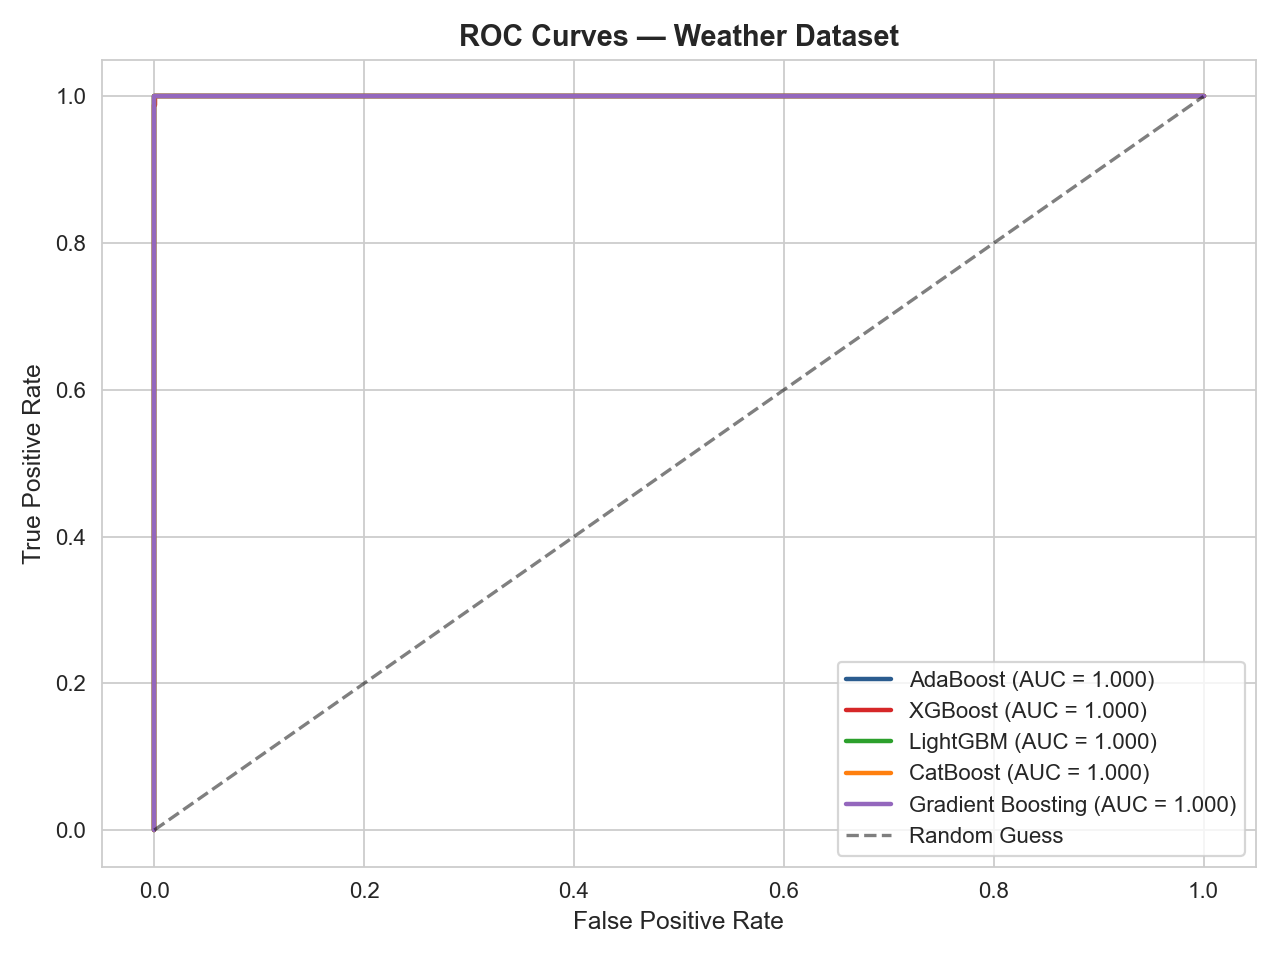 ROC Curves — Weather Dataset
True Positive Rate
1.0
0.8
0.6
0.4
0.2
0.0
0.0 0.2 0.4 0.6 0.8 1.0
False Positive Rate
AdaBoost (AUC = 1.000)
XGBoost (AUC = 1.000)
LightGBM (AUC = 1.000)
CatBoost (AUC = 1.000)
Gradient Boosting (AUC = 1.000)
Random Guess